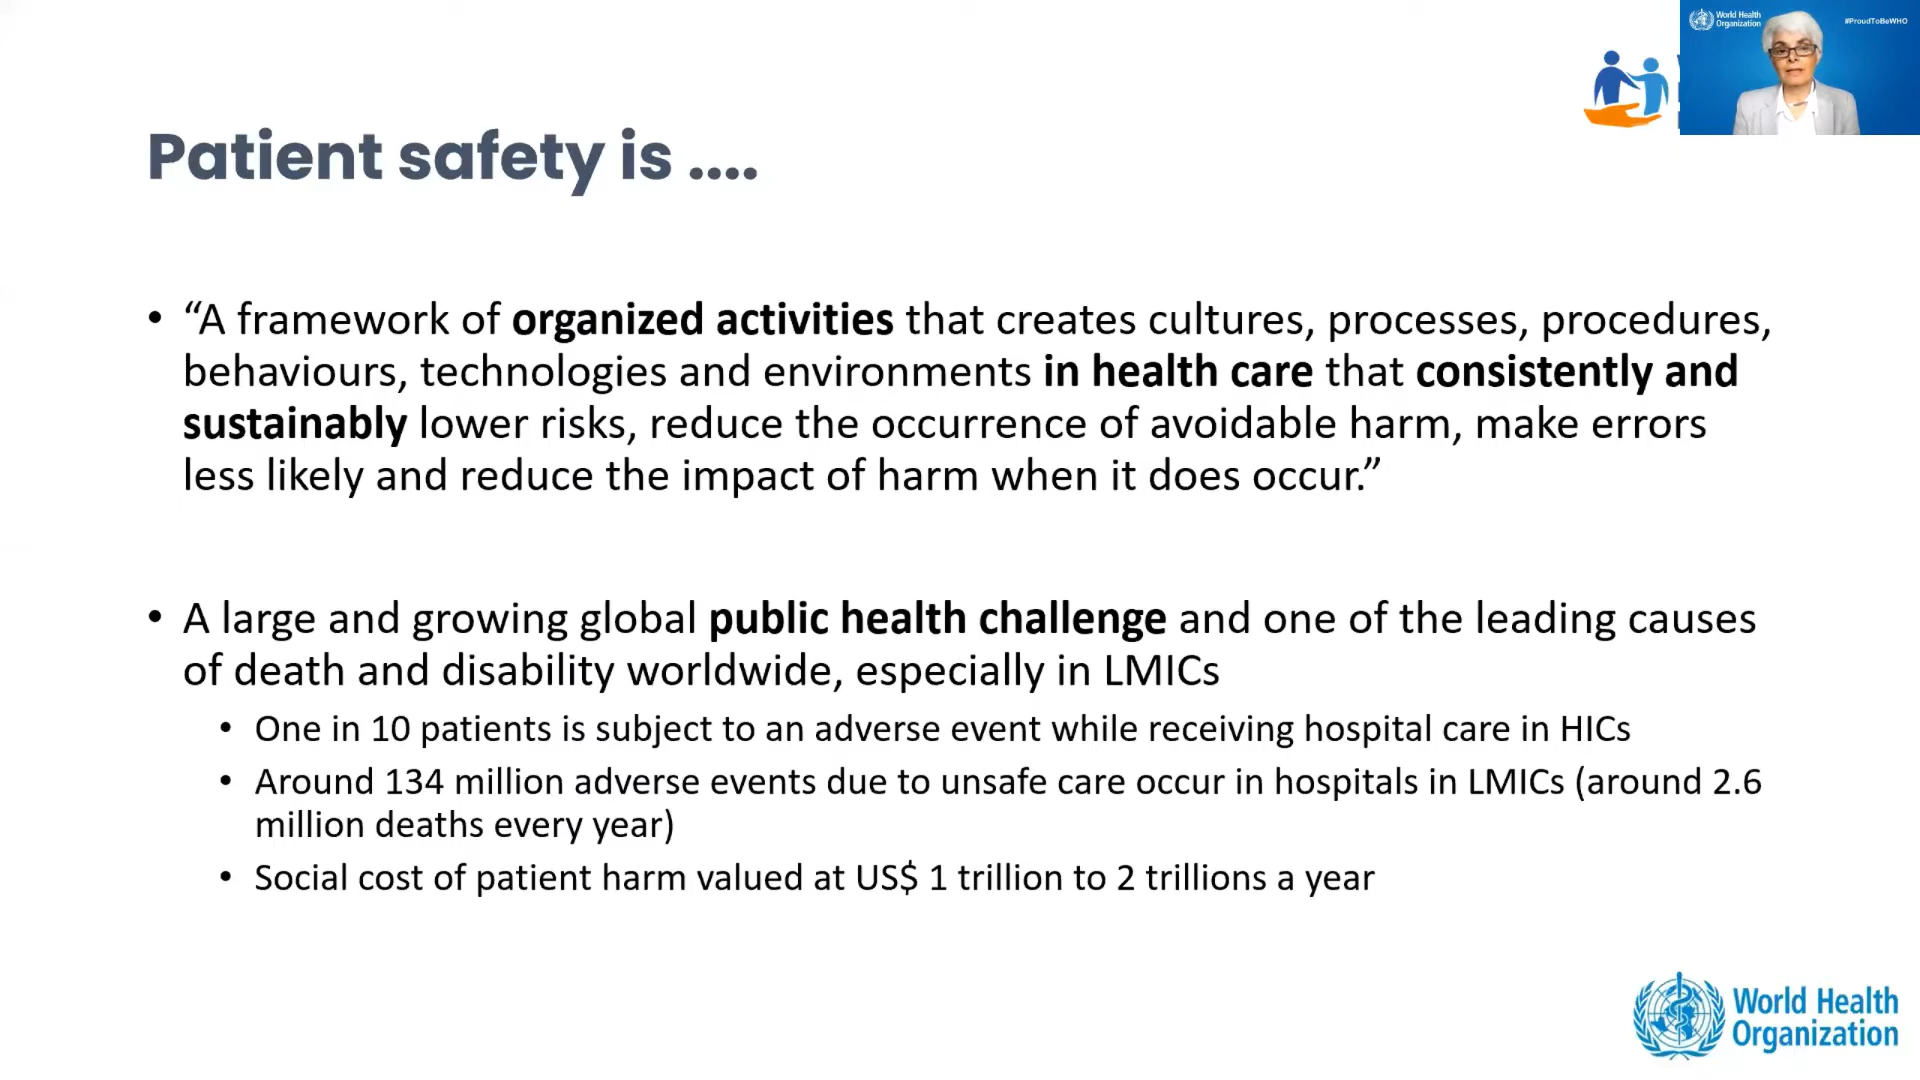 World Health
Organization
#ProudToBeWHO
Patient safety is ....
• “A framework of organized activities that creates cultures, processes, procedures,
behaviours, technologies and environments in health care that consistently and
sustainably lower risks, reduce the occurrence of avoidable harm, make errors
less likely and reduce the impact of harm when it does occur.”
• A large and growing global public health challenge and one of the leading causes
of death and disability worldwide, especially in LMICs
• One in 10 patients is subject to an adverse event while receiving hospital care in HICs
• Around 134 million adverse events due to unsafe care occur in hospitals in LMICs (around 2.6
million deaths every year)
• Social cost of patient harm valued at US$ 1 trillion to 2 trillions a year
World Health
Organization